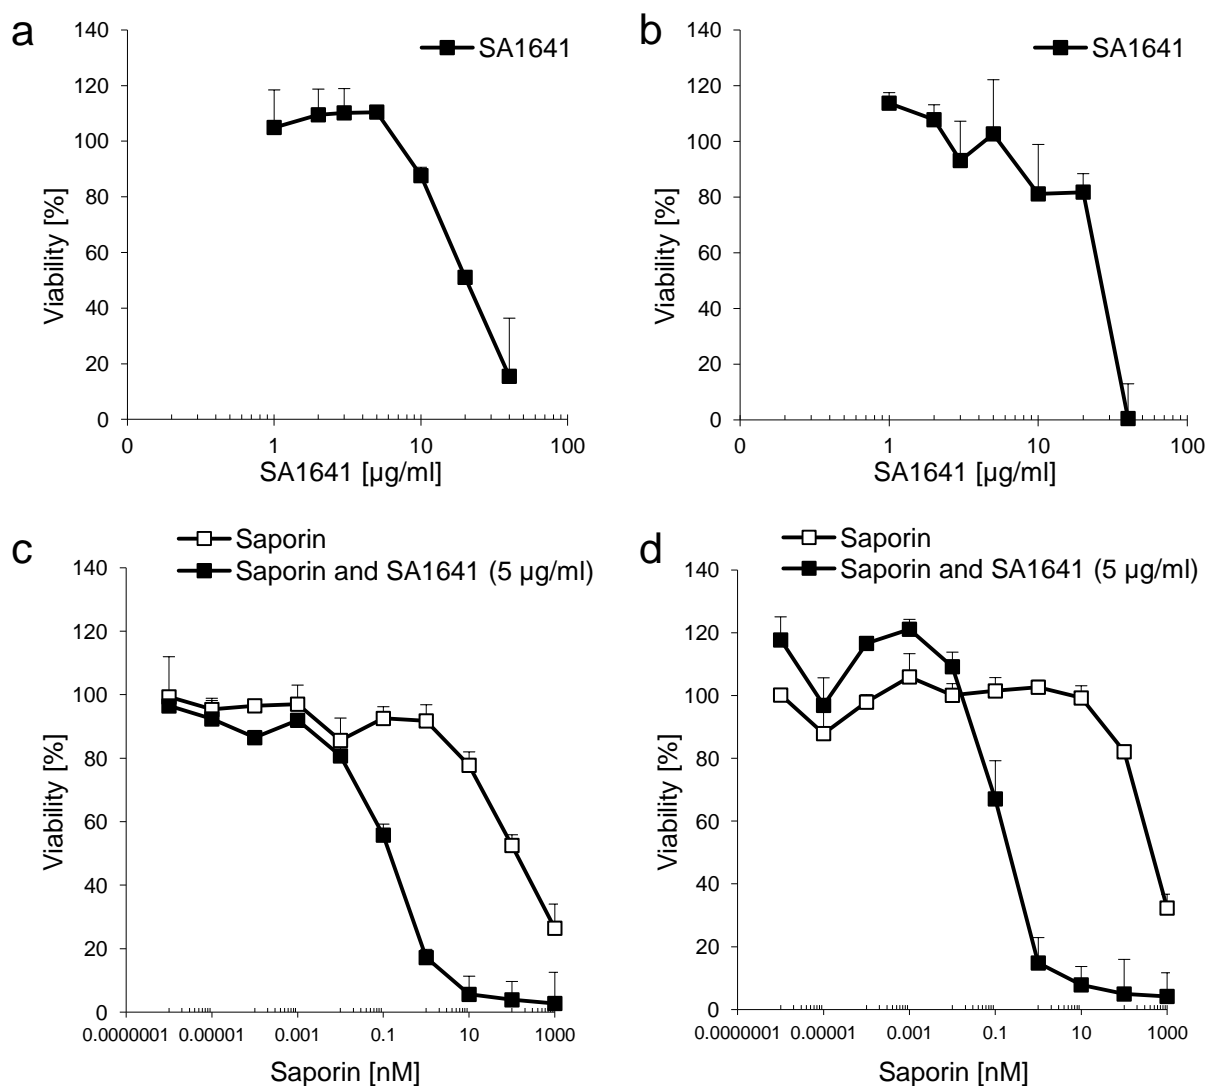 a
SA1641
140
120
100
80
60
40
20
0
Viability [%]
0 1 10 100
SA1641 [µg/ml]
b
SA1641
140
120
100
80
60
40
20
0
Viability [%]
0 1 10 100
SA1641 [µg/ml]
c
Saporin
Saporin and SA1641 (5 µg/ml)
140
120
100
80
60
40
20
0
Viability [%]
0.0000001 0.00001 0.001 0.1 10 1000
Saporin [nM]
d
Saporin
Saporin and SA1641 (5 µg/ml)
140
120
100
80
60
40
20
0
Viability [%]
0.0000001 0.00001 0.001 0.1 10 1000
Saporin [nM]